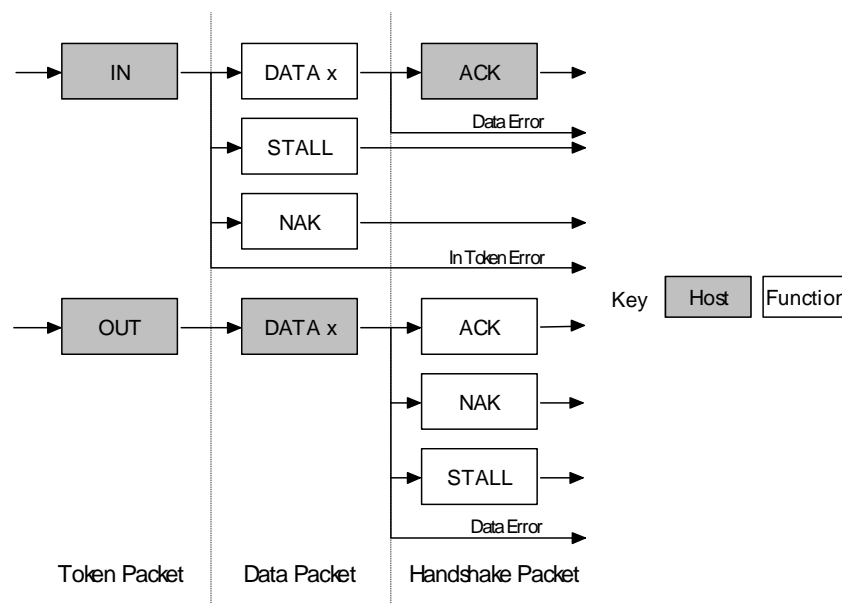 IN
DATA x
ACK
Data Error
STALL
NAK
In Token Error
Key
Host
Function
OUT
DATA x
ACK
NAK
STALL
Data Error
Token Packet
Data Packet
Handshake Packet